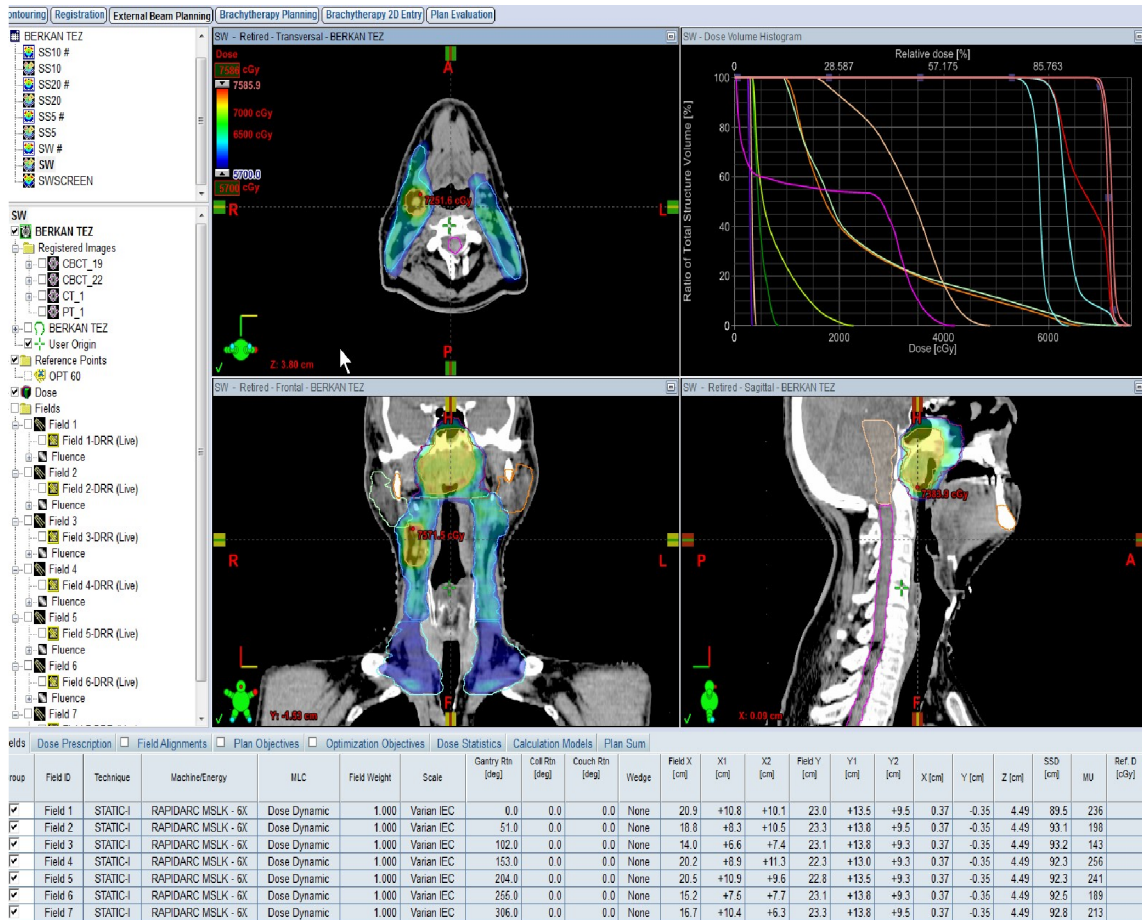 ontouring Registration External Beam Planning Brachytherapy Planning Brachytherapy 2D Entry Plan Evaluation
BERKAN TEZ
SS10 #
SS10
SS20 #
SS20
SS5 #
SS5
SW #
SW
SWSCREEN
SW
BERKAN TEZ
Registered Images
CBCT_19
CBCT_22
CT_1
PT_1
BERKAN TEZ
User Origin
Reference Points
OPT 60
Dose
Fields
Field 1
Field 1-DRR (Live)
Fluence
Field 2
Field 2-DRR (Live)
Fluence
Field 3
Field 3-DRR (Live)
Fluence
Field 4
Field 4-DRR (Live)
Fluence
Field 5
Field 5-DRR (Live)
Fluence
Field 6
Field 6-DRR (Live)
Fluence
Field 7
SW - Retired - Transversal - BERKAN TEZ
Dose
7586 cGy
7585.9
7000 cGy
6500 cGy
5700.0
5700 cGy
A
R
L
P
Z: 3.80 cm
SW - Dose Volume Histogram
Relative dose [%]
0 28.587 57.175 85.763
Ratio of Total Structure Volume [%]
100
80
60
40
20
0
2000 4000 6000
Dose [cGy]
SW - Retired - Frontal - BERKAN TEZ
H
R
L
F
SW - Retired - Sagittal - BERKAN TEZ
H
P
A
F
X: 0.09 cm
elds Dose Prescription Field Alignments Plan Objectives Optimization Objectives Dose Statistics Calculation Models Plan Sum
roup Field ID Technique Machine/Energy MLC Field Weight Scale Gantry Rtn [deg] Coll Rtn [deg] Couch Rtn [deg] Wedge Field X [cm] X1 [cm] X2 [cm] Field Y [cm] Y1 [cm] Y2 [cm] X [cm] Y [cm] Z [cm] SSD [cm] MU Ref. D [cGy]
Field 1 STATIC-I RAPIDARC MSLK - 6X Dose Dynamic 1.000 Varian IEC 0.0 0.0 0.0 None 20.9 +10.8 +10.1 23.0 +13.5 +9.5 0.37 -0.35 4.49 89.5 236
Field 2 STATIC-I RAPIDARC MSLK - 6X Dose Dynamic 1.000 Varian IEC 51.0 0.0 0.0 None 18.8 +8.3 +10.5 23.3 +13.8 +9.5 0.37 -0.35 4.49 93.1 198
Field 3 STATIC-I RAPIDARC MSLK - 6X Dose Dynamic 1.000 Varian IEC 102.0 0.0 0.0 None 14.0 +6.6 +7.4 23.1 +13.8 +9.3 0.37 -0.35 4.49 93.2 143
Field 4 STATIC-I RAPIDARC MSLK - 6X Dose Dynamic 1.000 Varian IEC 153.0 0.0 0.0 None 20.2 +8.9 +11.3 22.3 +13.0 +9.3 0.37 -0.35 4.49 92.3 256
Field 5 STATIC-I RAPIDARC MSLK - 6X Dose Dynamic 1.000 Varian IEC 204.0 0.0 0.0 None 20.5 +10.9 +9.6 22.8 +13.5 +9.3 0.37 -0.35 4.49 92.3 241
Field 6 STATIC-I RAPIDARC MSLK - 6X Dose Dynamic 1.000 Varian IEC 255.0 0.0 0.0 None 15.2 +7.5 +7.7 23.1 +13.8 +9.3 0.37 -0.35 4.49 92.5 189
Field 7 STATIC-I RAPIDARC MSLK - 6X Dose Dynamic 1.000 Varian IEC 306.0 0.0 0.0 None 16.7 +10.4 +6.3 23.3 +13.8 +9.5 0.37 -0.35 4.49 92.8 213